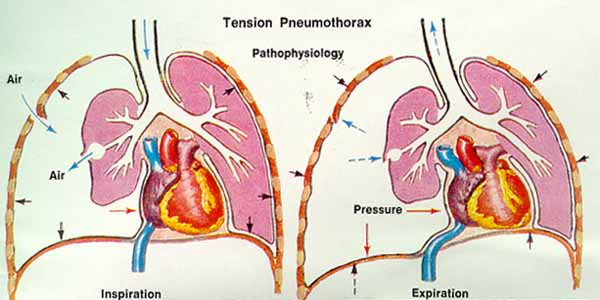 Tension Pneumothorax
Pathophysiology
Air
Air
Pressure
Inspiration
Expiration